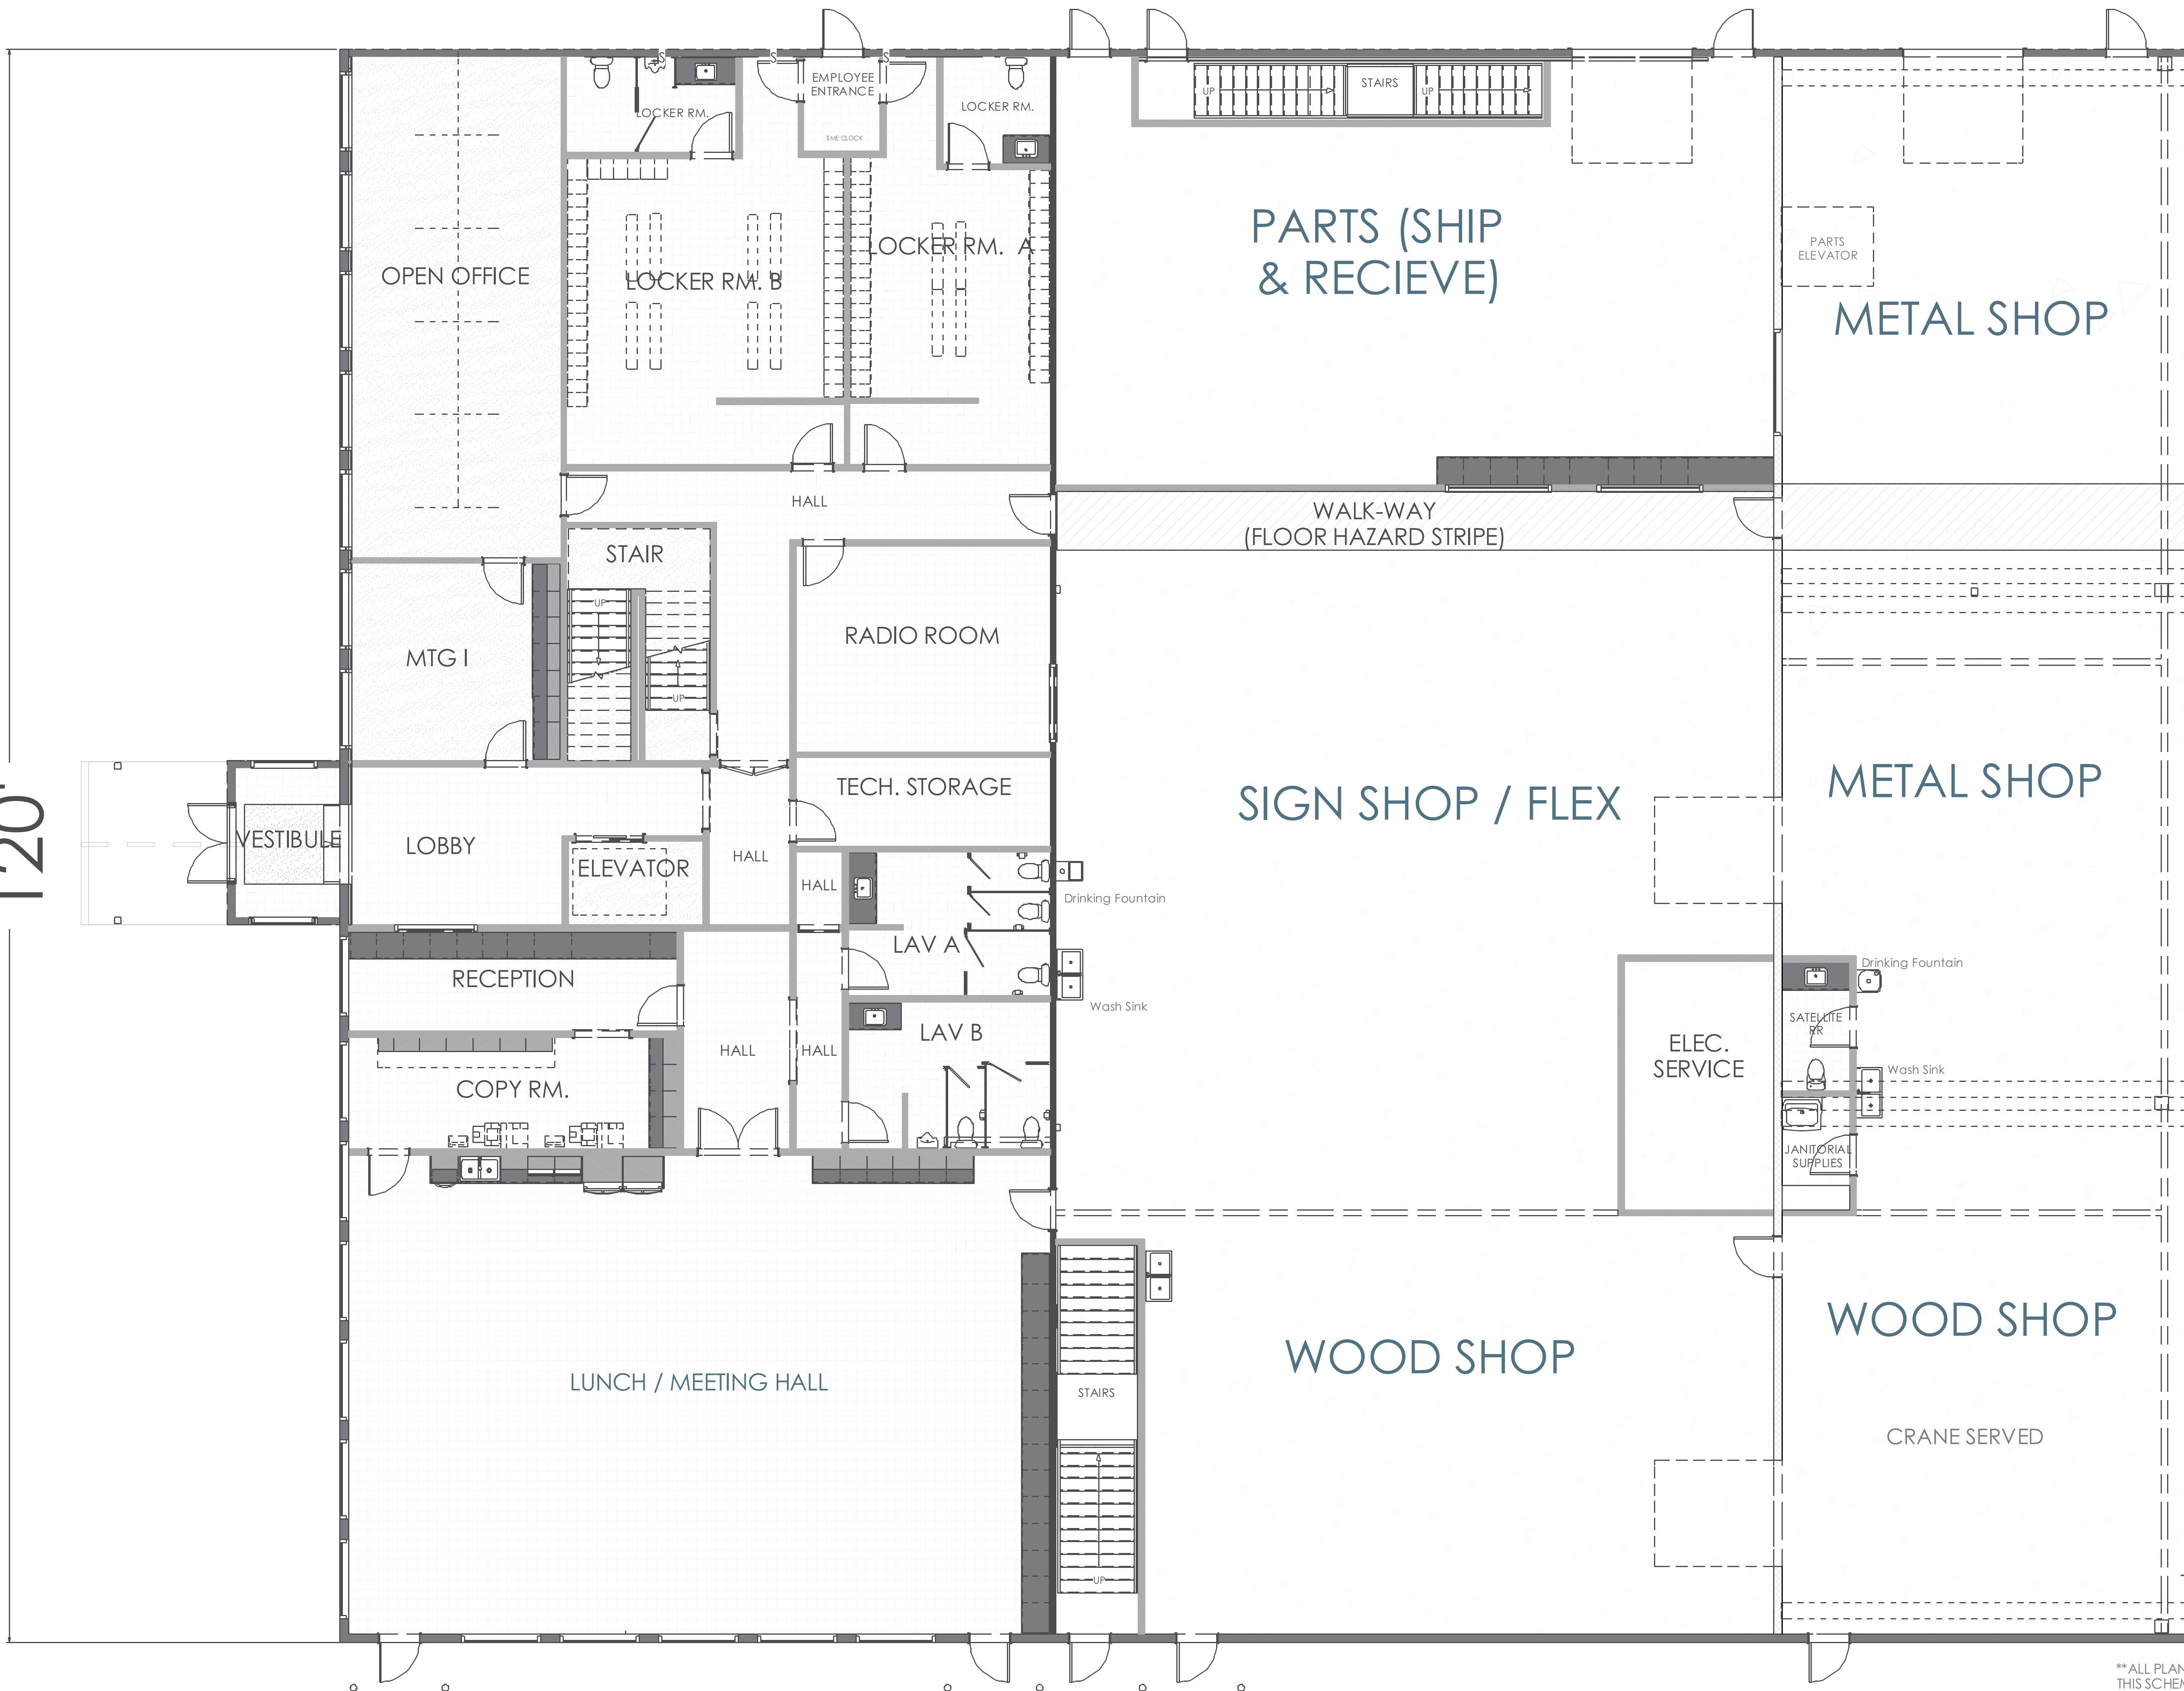 EMPLOYEE
ENTRANCE
TIME CLOCK
LOCKER RM.
LOCKER RM.
UP
STAIRS
UP
OPEN OFFICE
LOCKER RM. B
LOCKER RM. A
PARTS (SHIP
& RECIEVE)
PARTS
ELEVATOR
METAL SHOP
HALL
WALK-WAY
(FLOOR HAZARD STRIPE)
STAIR
UP
UP
MTG I
RADIO ROOM
TECH. STORAGE
SIGN SHOP / FLEX
METAL SHOP
120'
VESTIBULE
LOBBY
ELEVATOR
HALL
HALL
Drinking Fountain
LAV A
RECEPTION
Wash Sink
Drinking Fountain
SATELLITE
RR
LAV B
HALL
HALL
ELEC.
SERVICE
Wash Sink
COPY RM.
JANITORIAL
SUPPLIES
WOOD SHOP
WOOD SHOP
LUNCH / MEETING HALL
STAIRS
CRANE SERVED
UP
S
S
S
**ALL PLAN
THIS SCHEM